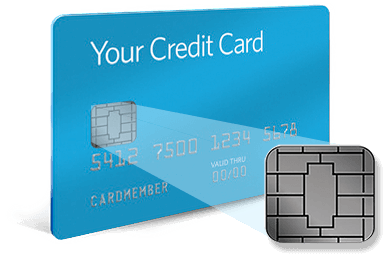 Your Credit Card
5412 7500 1234 5678
VALID THRU
00/00
CARDMEMBER